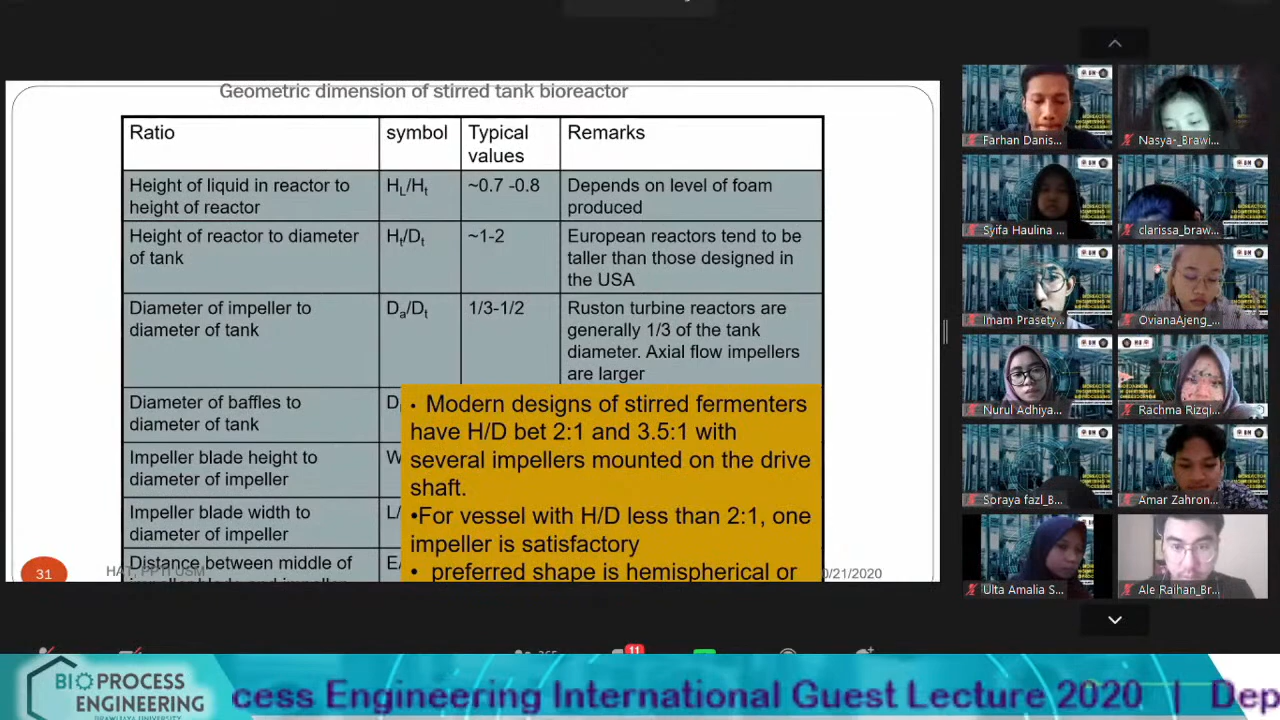 Geometric dimension of stirred tank bioreactor
Ratio
symbol
Typical
values
Remarks
Height of liquid in reactor to
height of reactor
HL/Ht
~0.7 -0.8
Depends on level of foam
produced
Height of reactor to diameter
of tank
Ht/Dt
~1-2
European reactors tend to be
taller than those designed in
the USA
Diameter of impeller to
diameter of tank
Da/Dt
1/3-1/2
Ruston turbine reactors are
generally 1/3 of the tank
diameter. Axial flow impellers
are larger
Diameter of baffles to
diameter of tank
D
Impeller blade height to
diameter of impeller
W
Impeller blade width to
diameter of impeller
L/
Distance between middle of
E/
• Modern designs of stirred fermenters
have H/D bet 2:1 and 3.5:1 with
several impellers mounted on the drive
shaft.
•For vessel with H/D less than 2:1, one
impeller is satisfactory
• preferred shape is hemispherical or
31
0/21/2020
Farhan Danis...
Nasya-_Brawi...
Syifa Haulina ...
clarissa_braw...
Imam Prasety...
OvianaAjeng_...
Nurul Adhiya...
Rachma Rizqi...
Soraya fazl_B...
Amar Zahron...
Ulta Amalia S...
Ale Raihan_Br...
11
BIOPROCESS
ENGINEERING
BRAWIJAYA UNIVERSITY
cess Engineering International Guest Lecture 2020 | Dep